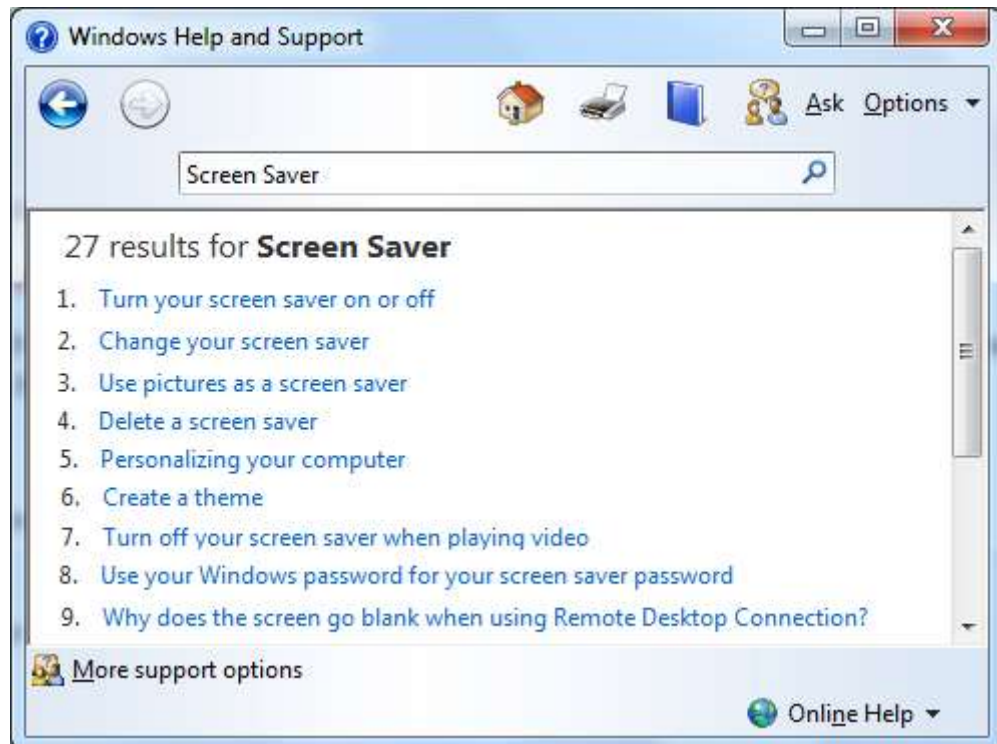 Windows Help and Support
Ask Options
Screen Saver
27 results for Screen Saver
1. Turn your screen saver on or off
2. Change your screen saver
3. Use pictures as a screen saver
4. Delete a screen saver
5. Personalizing your computer
6. Create a theme
7. Turn off your screen saver when playing video
8. Use your Windows password for your screen saver password
9. Why does the screen go blank when using Remote Desktop Connection?
More support options
Online Help